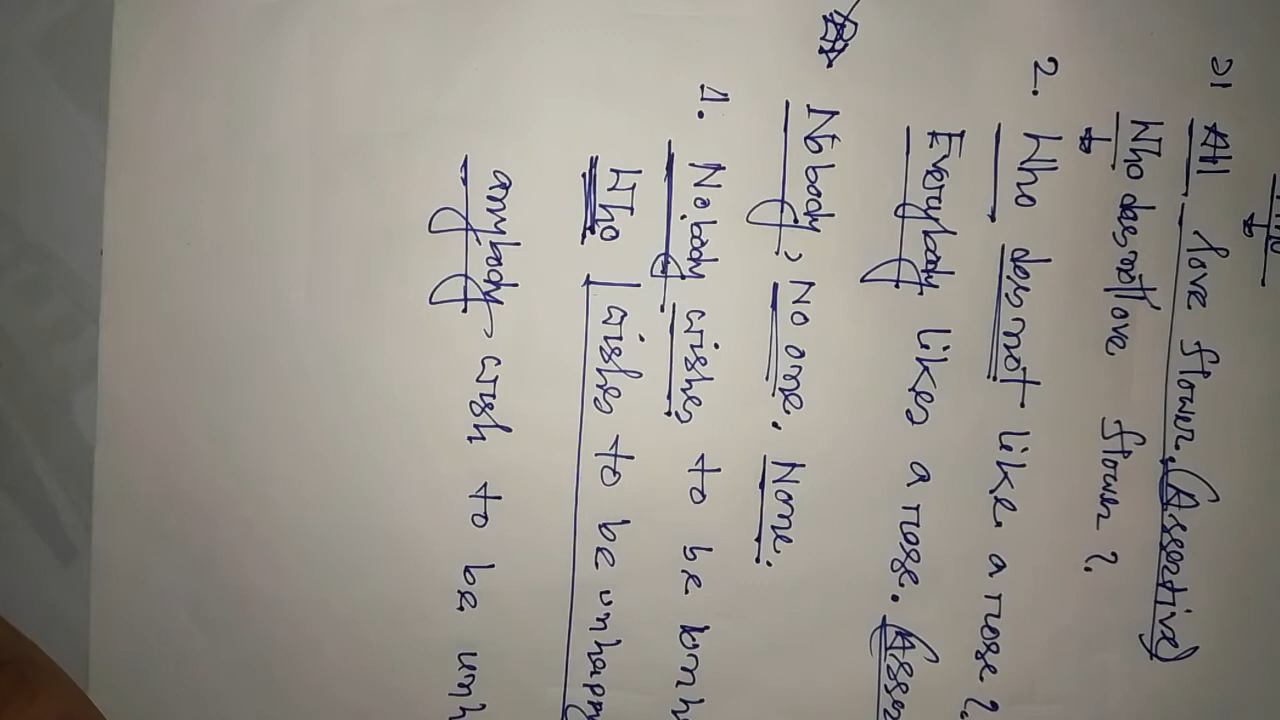 Who
১। All love flower. (Assertive)
Who does not love flower ?.
2. Who does not like a rose ?.
Everybody likes a rose. (Asser
Nobody, No one, None.
1. Nobody wishes to be
Who wishes to be unhapp
anybody wish to be unh